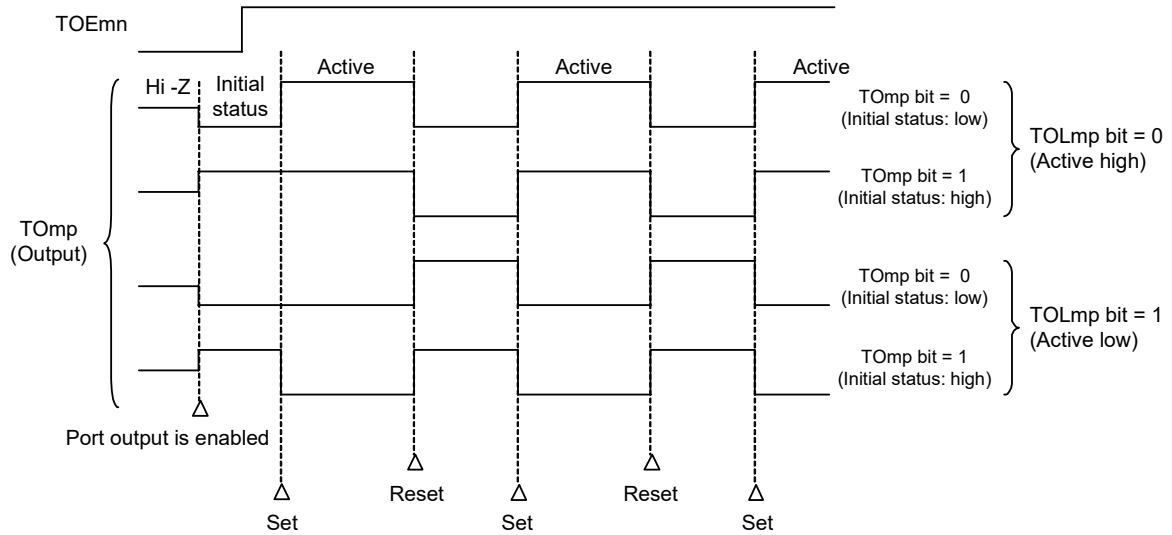 TOEmn
Active
Active
Active
Hi -Z
Initial
status
TOmp bit = 0
(Initial status: low)
TOLmp bit = 0
(Active high)
TOmp bit = 1
(Initial status: high)
TOmp
(Output)
TOmp bit = 0
(Initial status: low)
TOLmp bit = 1
(Active low)
TOmp bit = 1
(Initial status: high)
Port output is enabled
Reset
Reset
Set
Set
Set